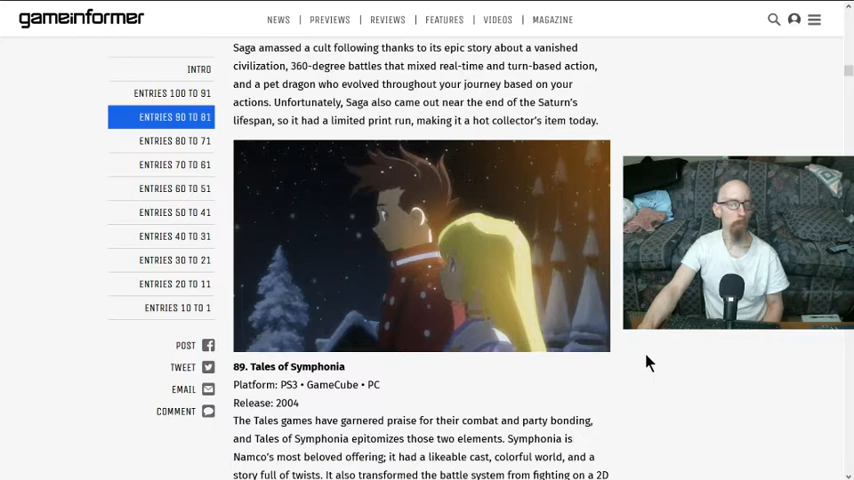 gameinformer
NEWS
PREVIEWS
REVIEWS
FEATURES
VIDEOS
MAGAZINE
INTRO
ENTRIES 100 TO 91
ENTRIES 90 TO 81
ENTRIES 80 TO 71
ENTRIES 70 TO 61
ENTRIES 60 TO 51
ENTRIES 50 TO 41
ENTRIES 40 TO 31
ENTRIES 30 TO 21
ENTRIES 20 TO 11
ENTRIES 10 TO 1
POST
TWEET
EMAIL
COMMENT
Saga amassed a cult following thanks to its epic story about a vanished
civilization, 360-degree battles that mixed real-time and turn-based action,
and a pet dragon who evolved throughout your journey based on your
actions. Unfortunately, Saga also came out near the end of the Saturn's
lifespan, so it had a limited print run, making it a hot collector's item today.
89. Tales of Symphonia
Platform: PS3 • GameCube • PC
Release: 2004
The Tales games have garnered praise for their combat and party bonding,
and Tales of Symphonia epitomizes those two elements. Symphonia is
Namco's most beloved offering; it had a likeable cast, colorful world, and a
story full of twists. It also transformed the battle system from fighting on a 2D